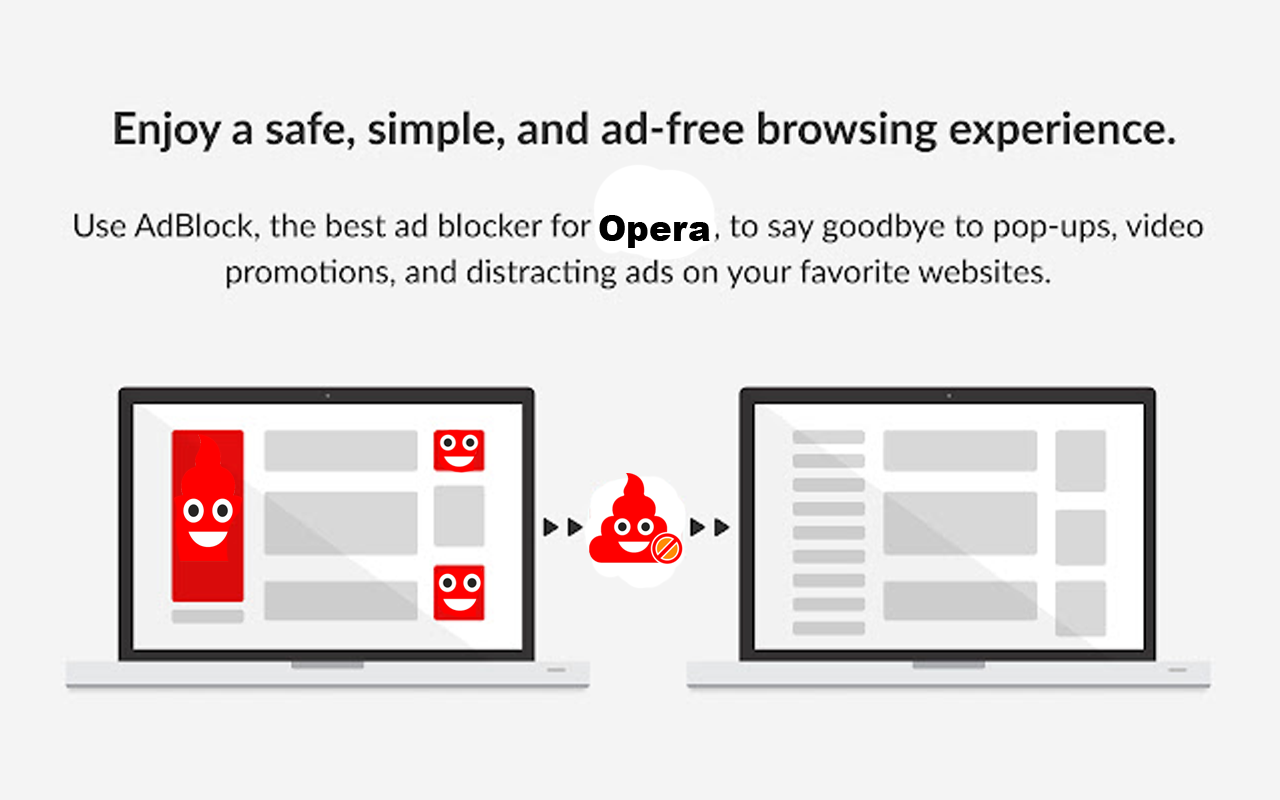 Enjoy a safe, simple, and ad-free browsing experience.
Use AdBlock, the best ad blocker for Opera, to say goodbye to pop-ups, video
promotions, and distracting ads on your favorite websites.